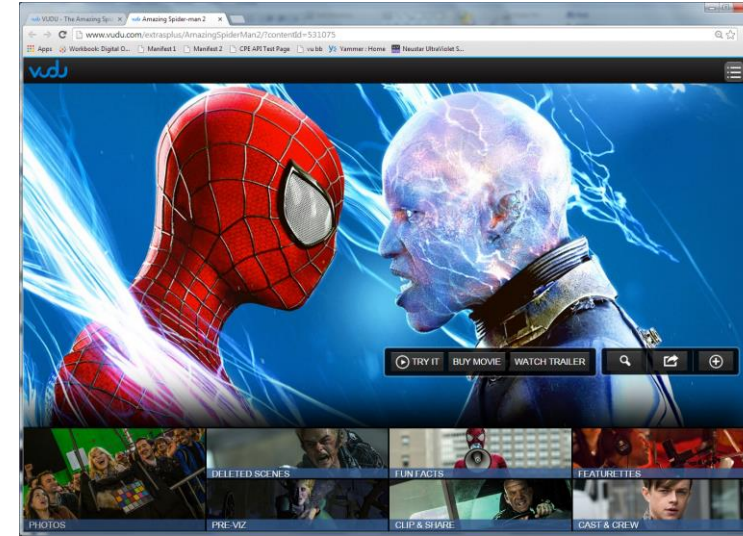 VUDU - The Amazing Spi
Amazing Spider-man 2
www.vudu.com/extrasplus/AmazingSpiderMan2/?contentId=531075
Apps Workbook: Digital O... Manifest 1 Manifest 2 CPE API Test Page vu bb Yammer : Home Neustar UltraViolet S...
vudu
TRY IT BUY MOVIE WATCH TRAILER
DELETED SCENES FUN FACTS FEATURETTES
PHOTOS PRE-VIZ CLIP & SHARE CAST & CREW